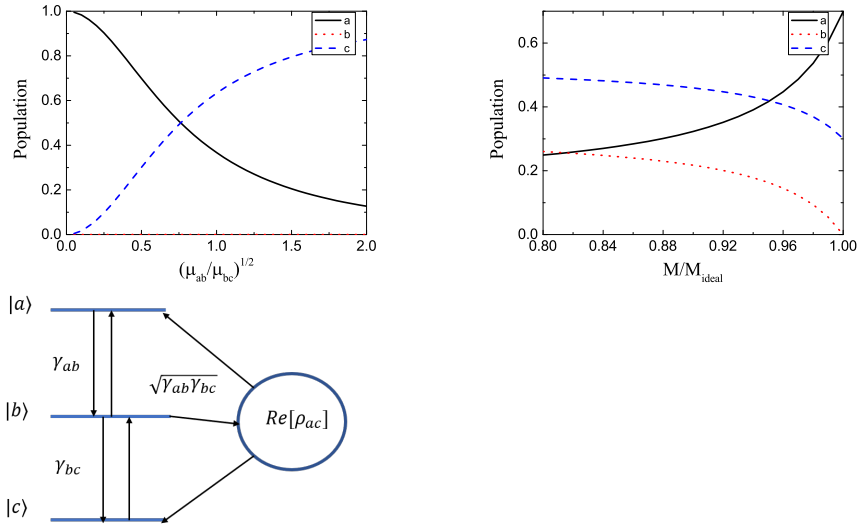 1.0
0.8
0.6
0.4
0.2
0.0
Population
0.0
0.5
1.0
1.5
2.0
(μab/μbc)1/2
a
b
c
0.6
0.4
0.2
0.0
Population
0.80
0.84
0.88
0.92
0.96
1.00
M/Mideal
a
b
c
|a⟩
γab
√γabγbc
|b⟩
Re[ρac]
γbc
|c⟩